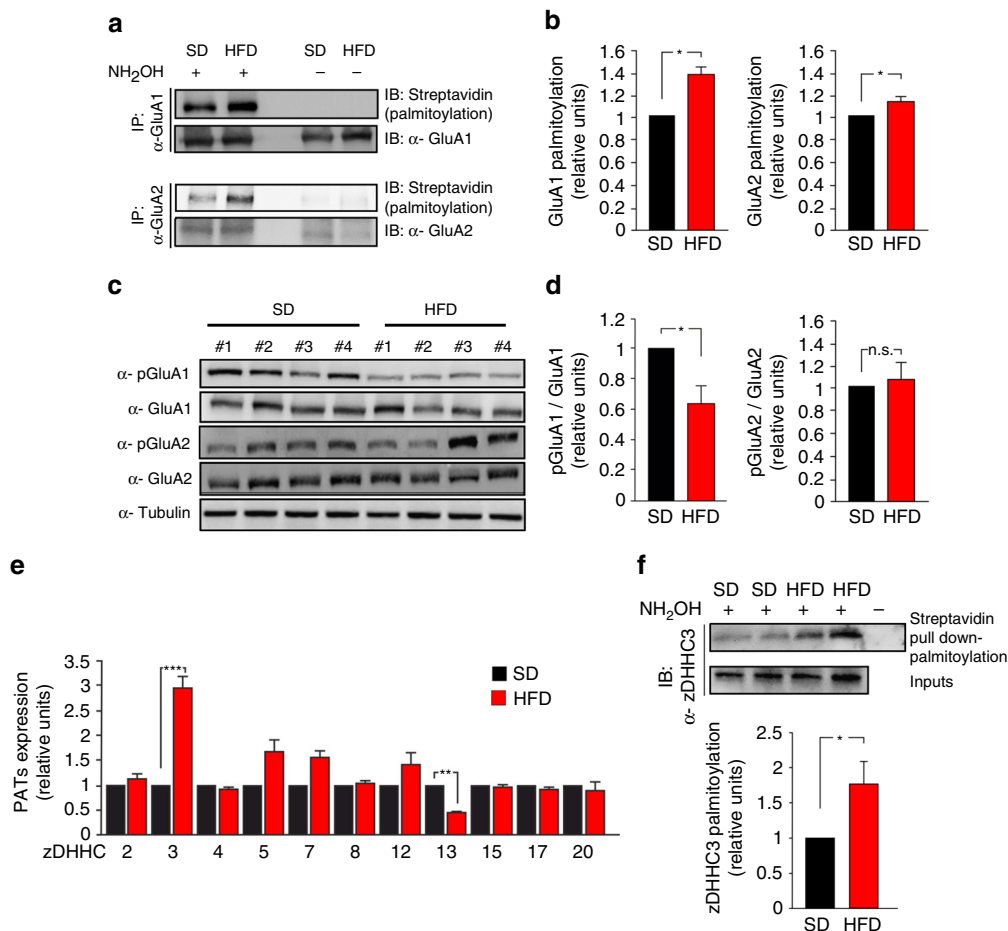 a
SD HFD SD HFD
NH2OH + + – –
IP: α-GluA1
IB: Streptavidin (palmitoylation)
IB: α- GluA1
IP: α-GluA2
IB: Streptavidin (palmitoylation)
IB: α- GluA2
b
GluA1 palmitoylation (relative units)
1.6
1.4
1.2
1
0.8
0.6
0.4
0.2
0
*
SD HFD
GluA2 palmitoylation (relative units)
1.6
1.4
1.2
1
0.8
0.6
0.4
0.2
0
*
SD HFD
c
SD HFD
#1 #2 #3 #4 #1 #2 #3 #4
α- pGluA1
α- GluA1
α- pGluA2
α- GluA2
α- Tubulin
d
pGluA1 / GluA1 (relative units)
1.2
1
0.8
0.6
0.4
0.2
0
*
SD HFD
pGluA2 / GluA2 (relative units)
1.6
1.4
1.2
1
0.8
0.6
0.4
0.2
0
n.s.
SD HFD
e
PATs expression (relative units)
3.5
3
2.5
2
1.5
1
0.5
0
***
**
SD
HFD
zDHHC 2 3 4 5 7 8 12 13 15 17 20
f
SD SD HFD HFD
NH2OH + + + + –
IB: α- zDHHC3
Streptavidin pull down- palmitoylation
Inputs
zDHHC3 palmitoylation (relative units)
2.5
2
1.5
1
0.5
0
*
SD HFD